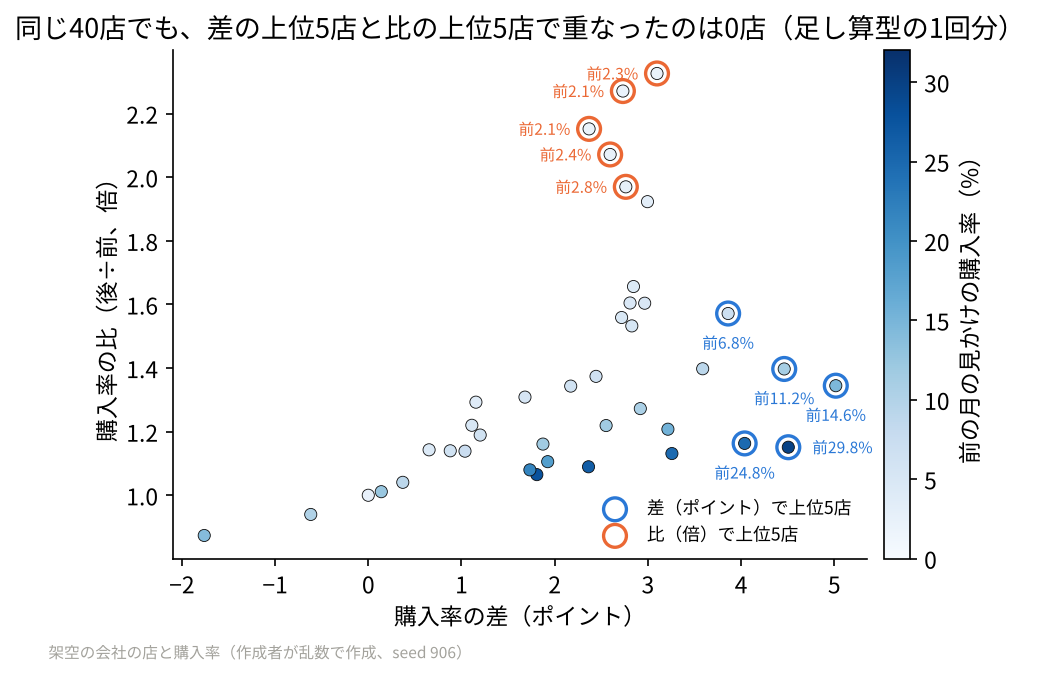 同じ40店でも、差の上位5店と比の上位5店で重なったのは0店（足し算型の1回分）
購入率の比（後÷前、倍）
2.2
2.0
1.8
1.6
1.4
1.2
1.0
前2.3%
前2.1%
前2.1%
前2.4%
前2.8%
前6.8%
前11.2%
前14.6%
前29.8%
前24.8%
差（ポイント）で上位5店
比（倍）で上位5店
−2
−1
0
1
2
3
4
5
購入率の差（ポイント）
30
25
20
15
10
5
0
前の月の見かけの購入率（%）
架空の会社の店と購入率（作成者が乱数で作成、seed 906）